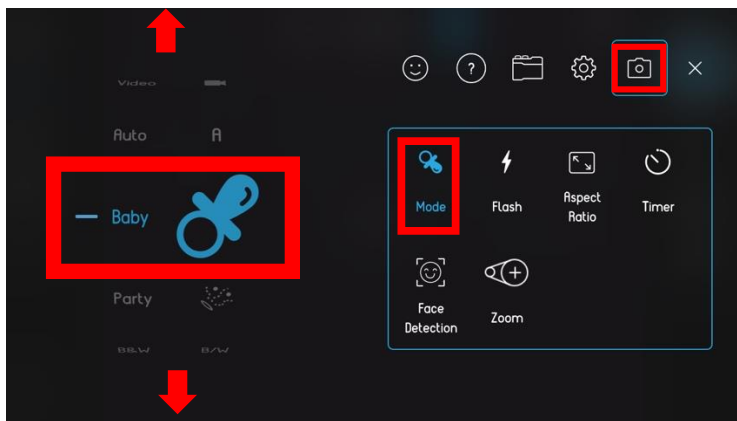 Video
Auto A
Baby
Party
B&W B/W
?
Mode Flash Aspect Ratio Timer
Face Detection Zoom